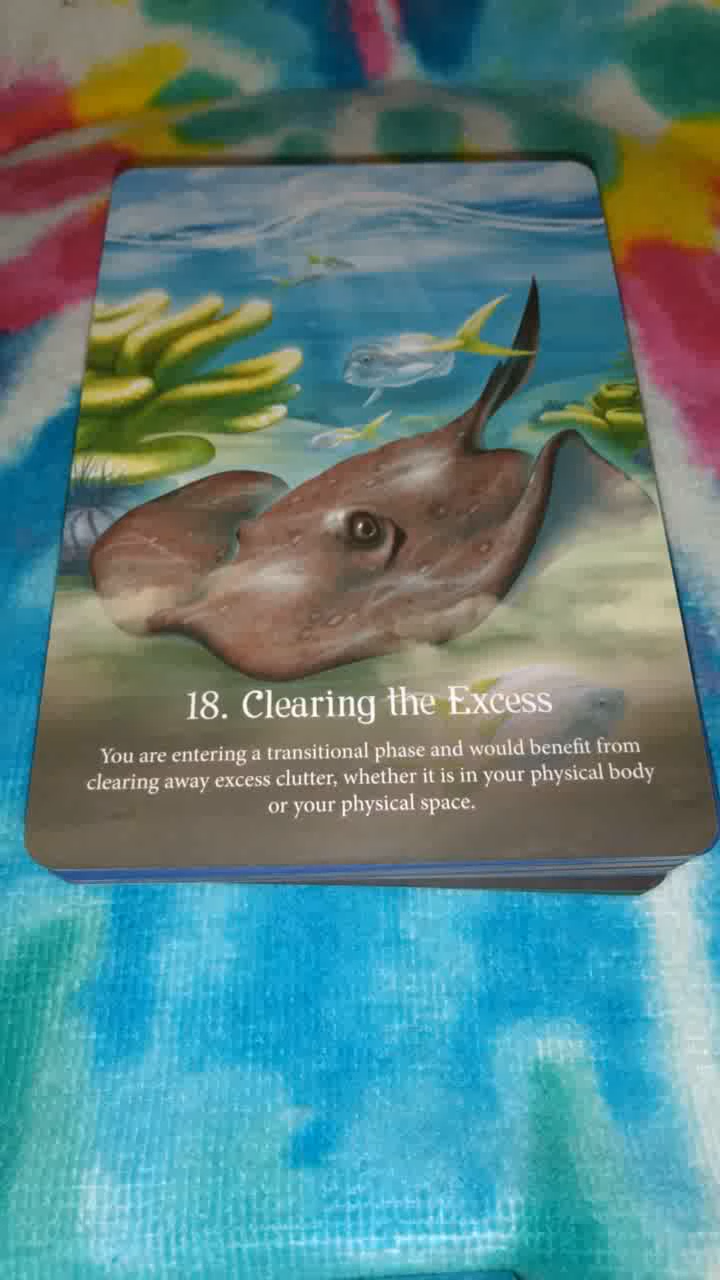 18. Clearing the Excess
You are entering a transitional phase and would benefit from
clearing away excess clutter, whether it is in your physical body
or your physical space.